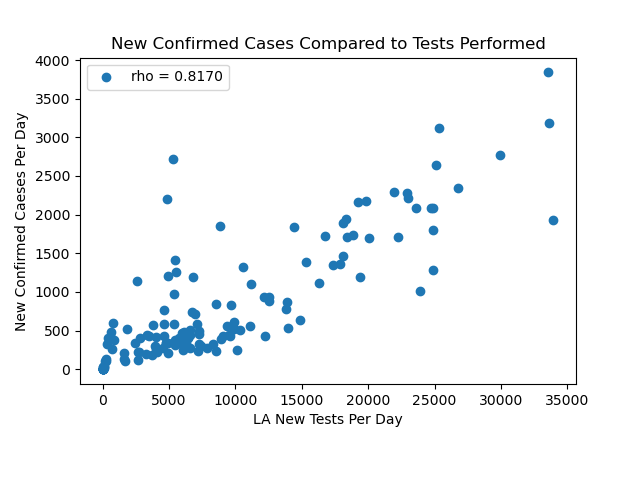 New Confirmed Cases Compared to Tests Performed
rho = 0.8170
New Confirmed Caeses Per Day
4000
3500
3000
2500
2000
1500
1000
500
0
0 5000 10000 15000 20000 25000 30000 35000
LA New Tests Per Day